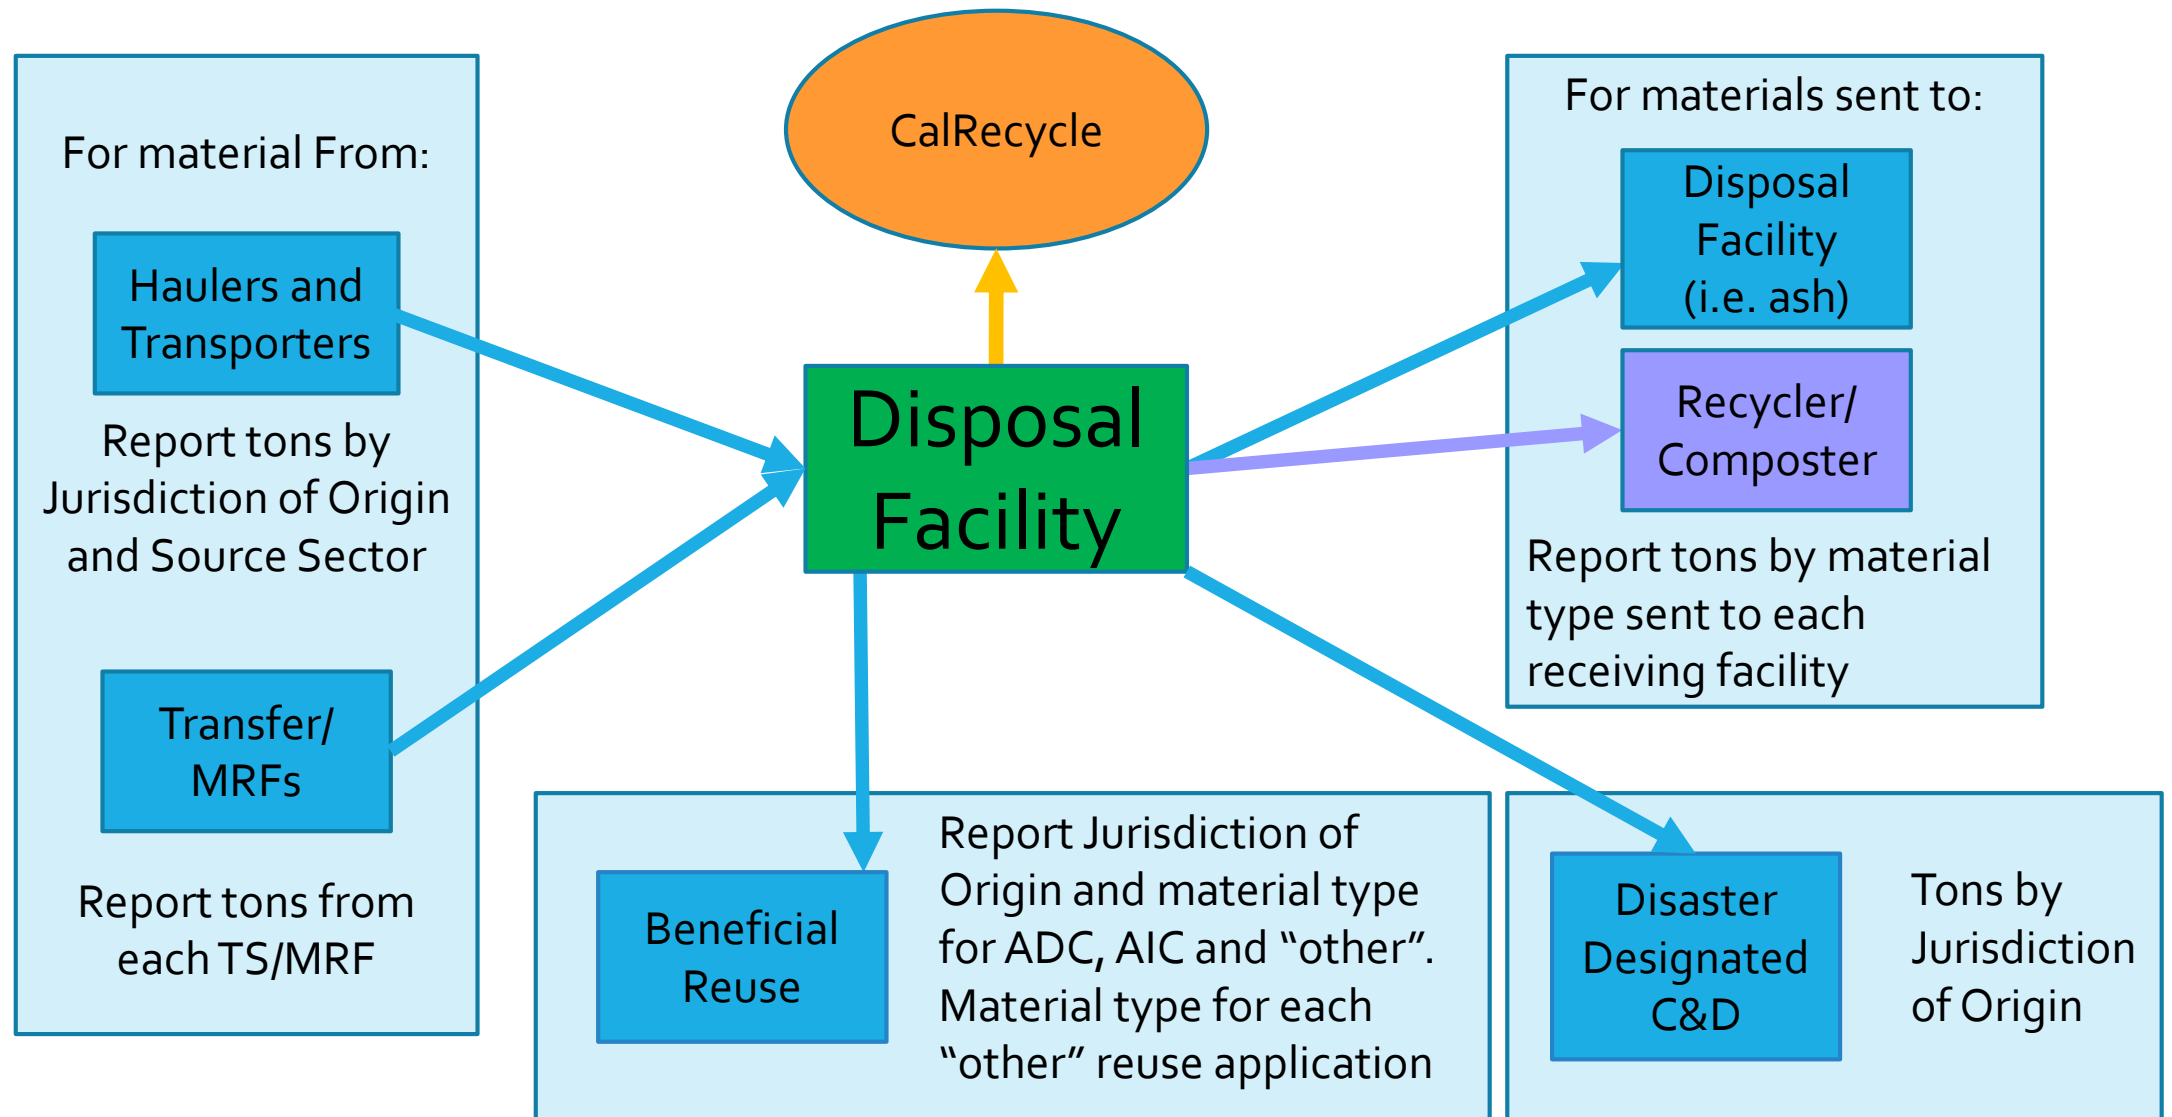 For material From:
Haulers and
Transporters
Report tons by
Jurisdiction of Origin
and Source Sector
Transfer/
MRFs
Report tons from
each TS/MRF
CalRecycle
Disposal
Facility
For materials sent to:
Disposal
Facility
(i.e. ash)
Recycler/
Composter
Report tons by material
type sent to each
receiving facility
Beneficial
Reuse
Report Jurisdiction of
Origin and material type
for ADC, AIC and “other”.
Material type for each
“other” reuse application
Disaster
Designated
C&D
Tons by
Jurisdiction
of Origin